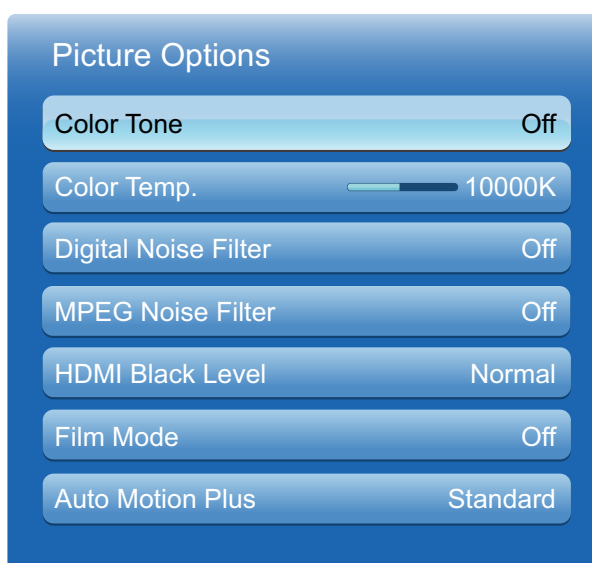 Picture Options
Color Tone Off
Color Temp. 10000K
Digital Noise Filter Off
MPEG Noise Filter Off
HDMI Black Level Normal
Film Mode Off
Auto Motion Plus Standard